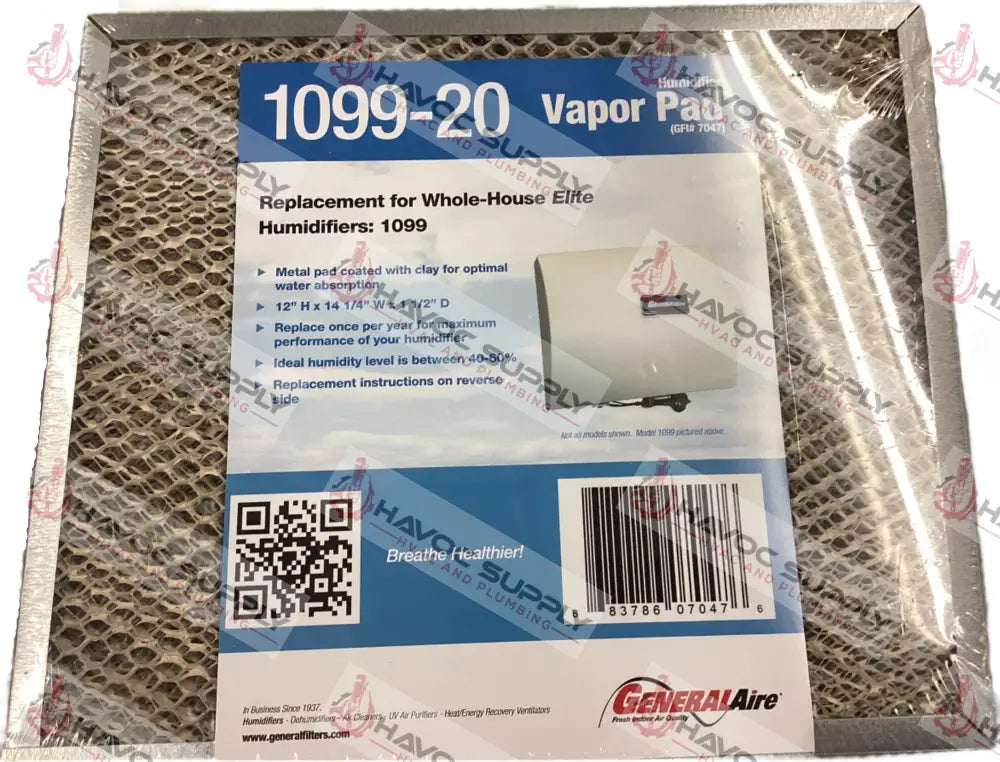 1099-20
Humidifier
Vapor Pad
(GFI# 7047)
Replacement for Whole-House Elite
Humidifiers: 1099
Metal pad coated with clay for optimal
water absorption
12" H x 14 1/4" W x 1 1/2" D
Replace once per year for maximum
performance of your humidifier
Ideal humidity level is between 40-50%
Replacement instructions on reverse
side
GENERALAire
Not all models shown. Model 1099 pictured above.
Breathe Healthier!
6 83786 07047 6
In Business Since 1937.
Humidifiers - Dehumidifiers - Air Cleaners - UV Air Purifiers - Heat/Energy Recovery Ventilators
www.generalfilters.com
GENERALAire
Fresh Indoor Air Quality
HAVOC SUPPLY
HVAC AND PLUMBING